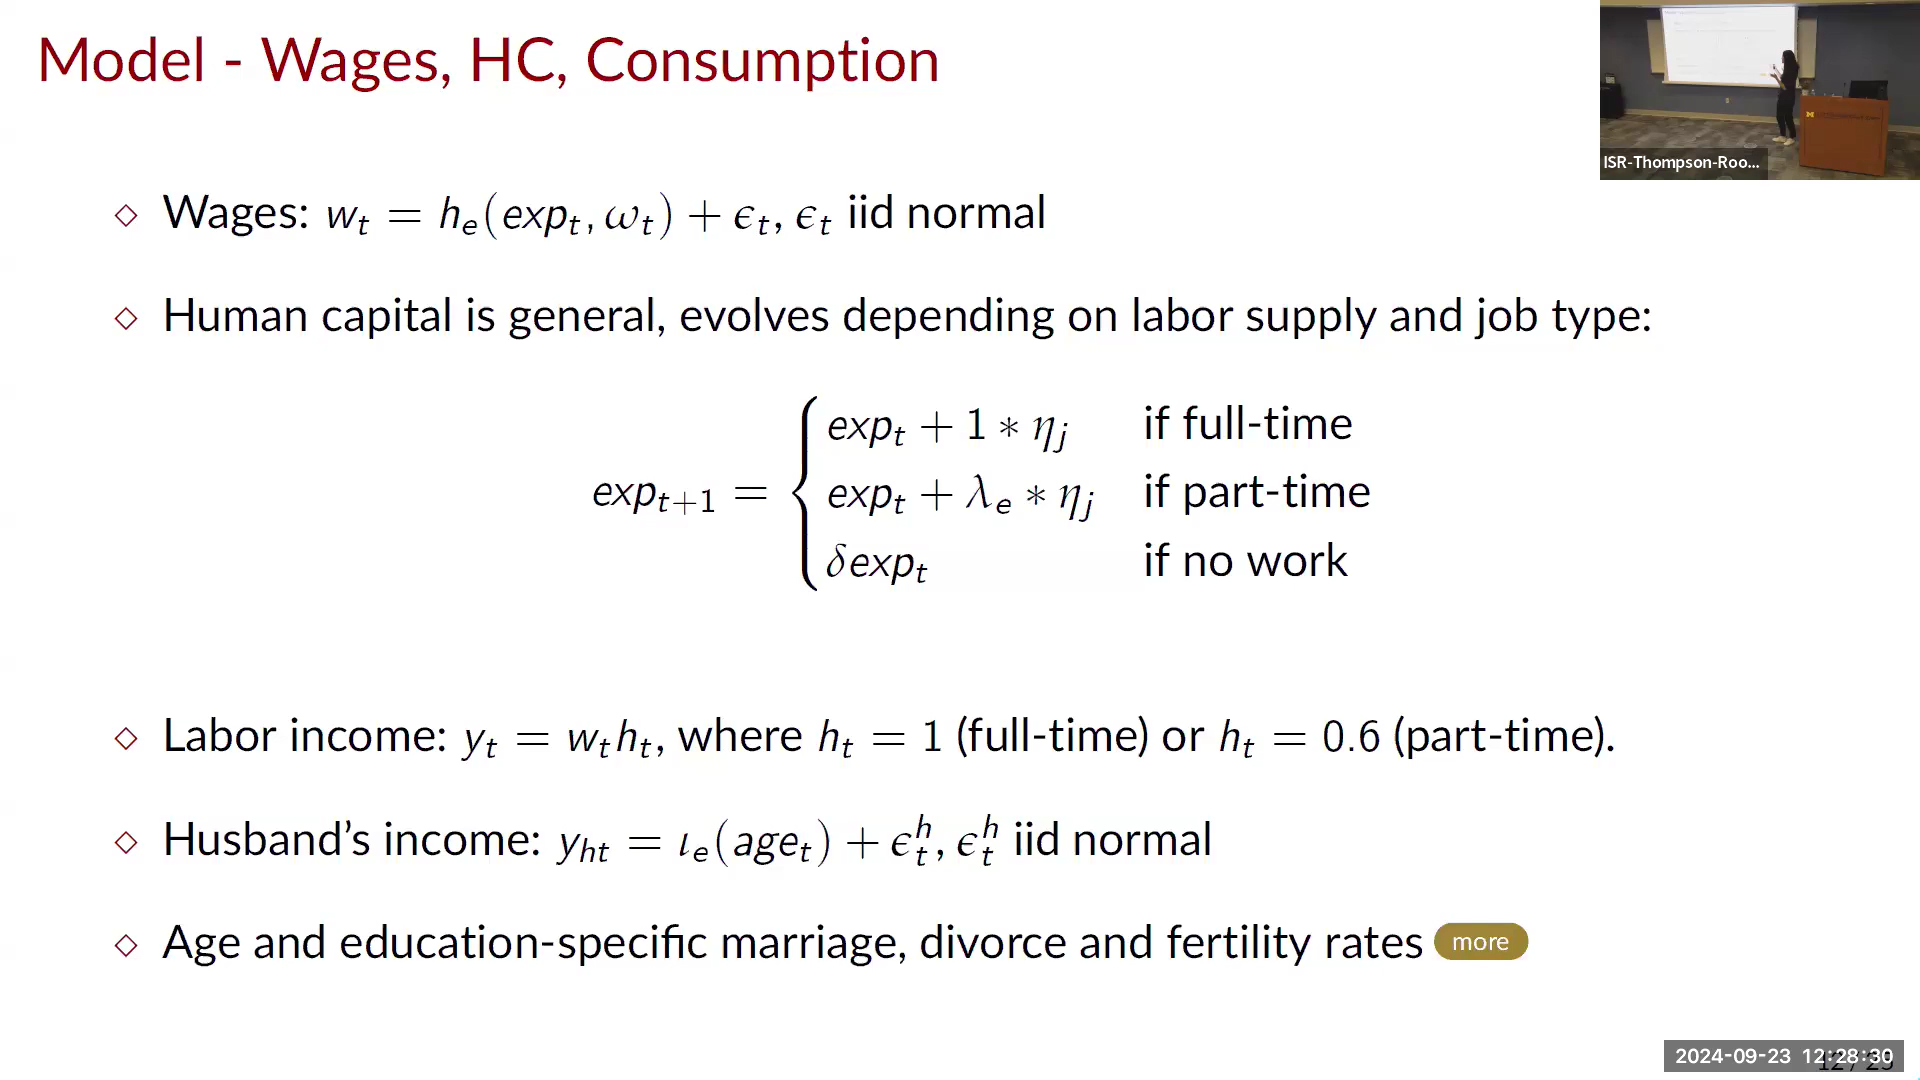 Model - Wages, HC, Consumption
ISR-Thompson-Roo...
◇ Wages: w_t = h_e(exp_t, ω_t) + ϵ_t, ϵ_t iid normal
◇ Human capital is general, evolves depending on labor supply and job type:
exp_{t+1} = { exp_t + 1 * η_j if full-time
exp_t + λ_e * η_j if part-time
δexp_t if no work
◇ Labor income: y_t = w_t h_t, where h_t = 1 (full-time) or h_t = 0.6 (part-time).
◇ Husband's income: y_{ht} = ι_e(age_t) + ϵ_t^h, ϵ_t^h iid normal
◇ Age and education-specific marriage, divorce and fertility rates more
2024-09-23 12:28:30